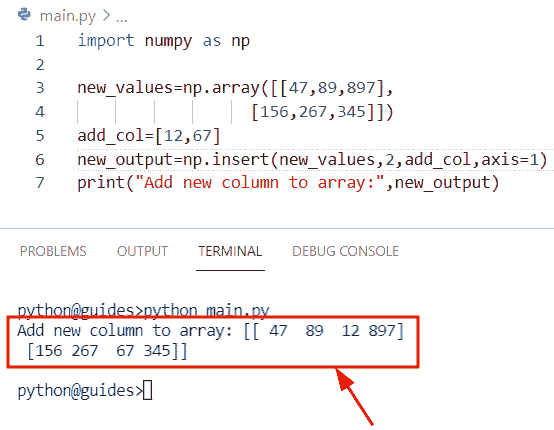 main.py > ...
1 import numpy as np
2
3 new_values=np.array([[47,89,897],
4 [156,267,345]])
5 add_col=[12,67]
6 new_output=np.insert(new_values,2,add_col,axis=1)
7 print("Add new column to array:",new_output)
PROBLEMS OUTPUT TERMINAL DEBUG CONSOLE
python@guides>python main.py
Add new column to array: [[ 47  89  12 897]
 [156 267  67 345]]
python@guides>